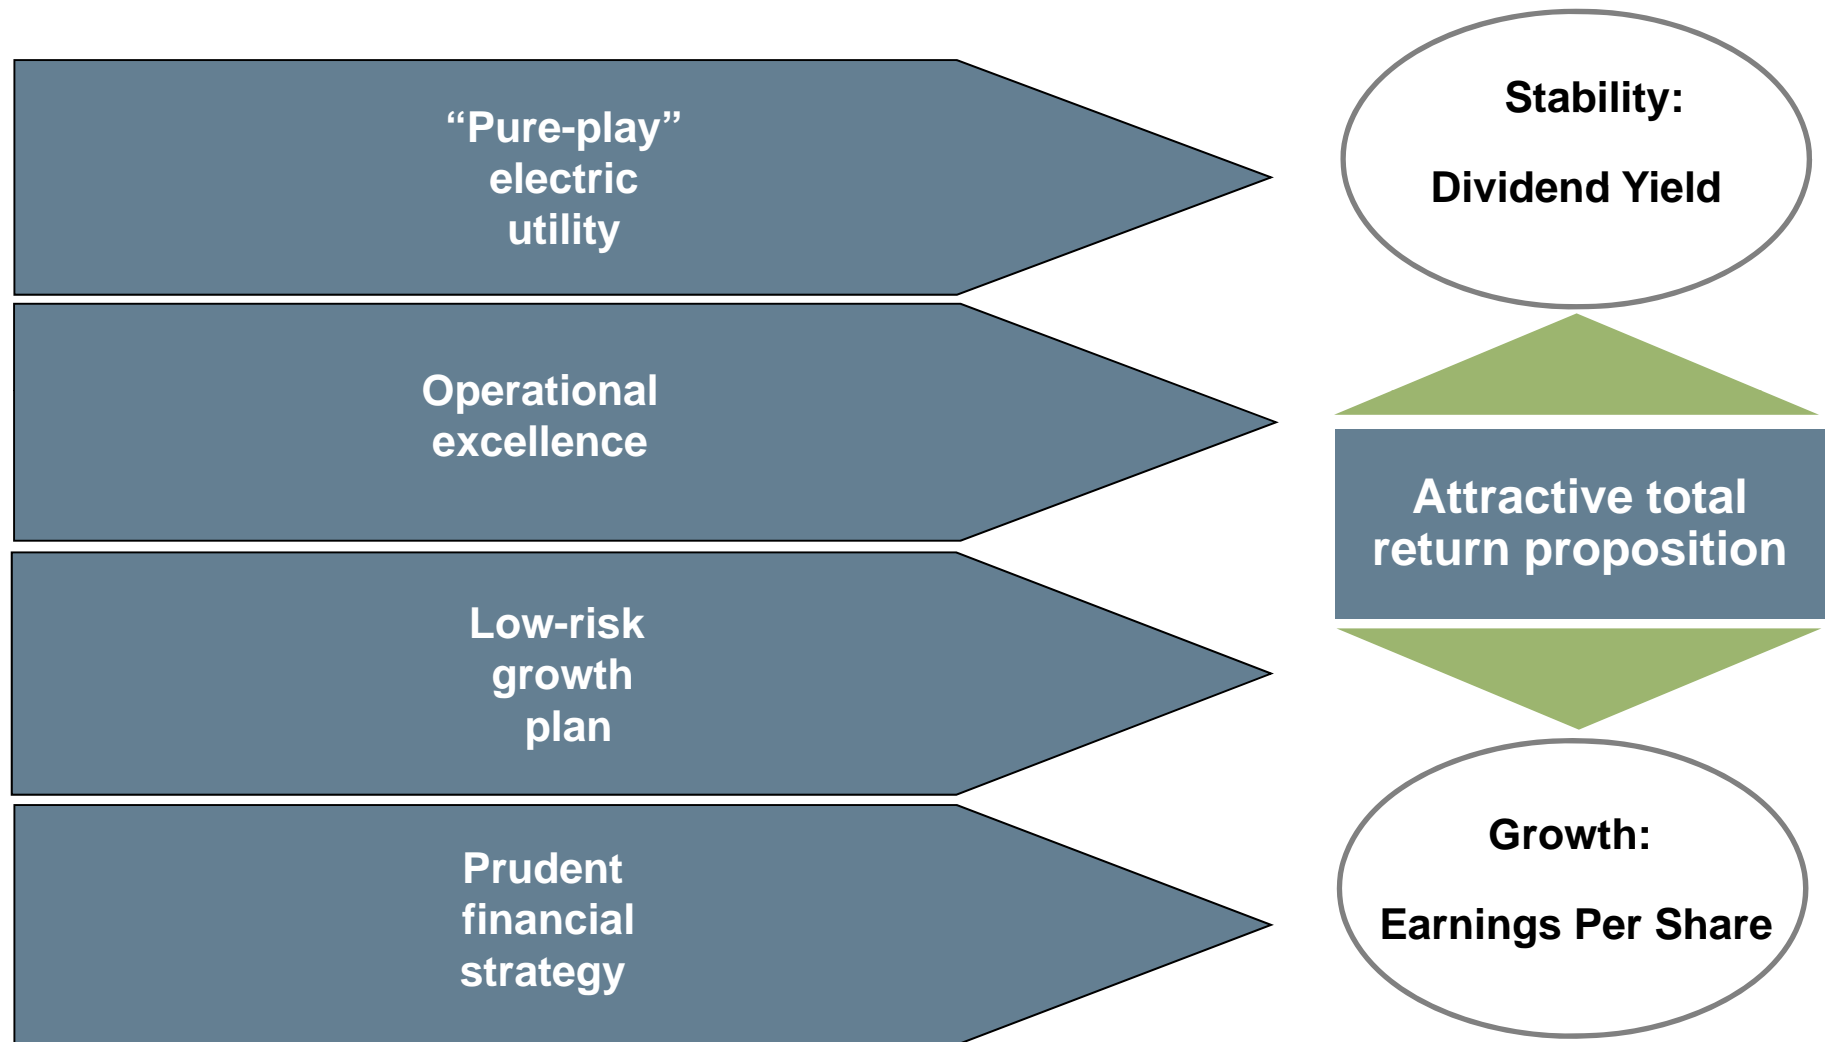 “Pure-play”
electric
utility
Operational
excellence
Low-risk
growth
plan
Prudent
financial
strategy
Stability:
Dividend Yield
Attractive total
return proposition
Growth:
Earnings Per Share